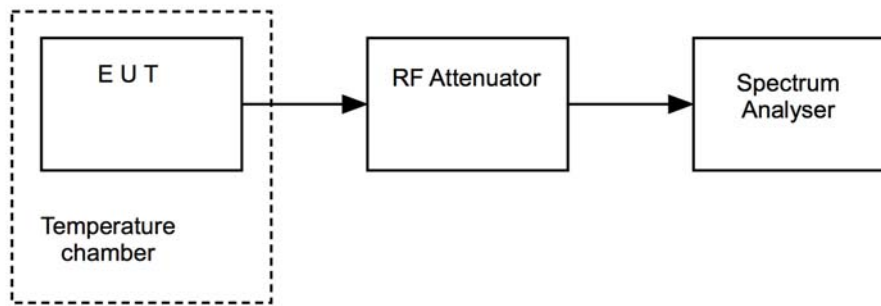 E U T
RF Attenuator
Spectrum
Analyser
Temperature
chamber